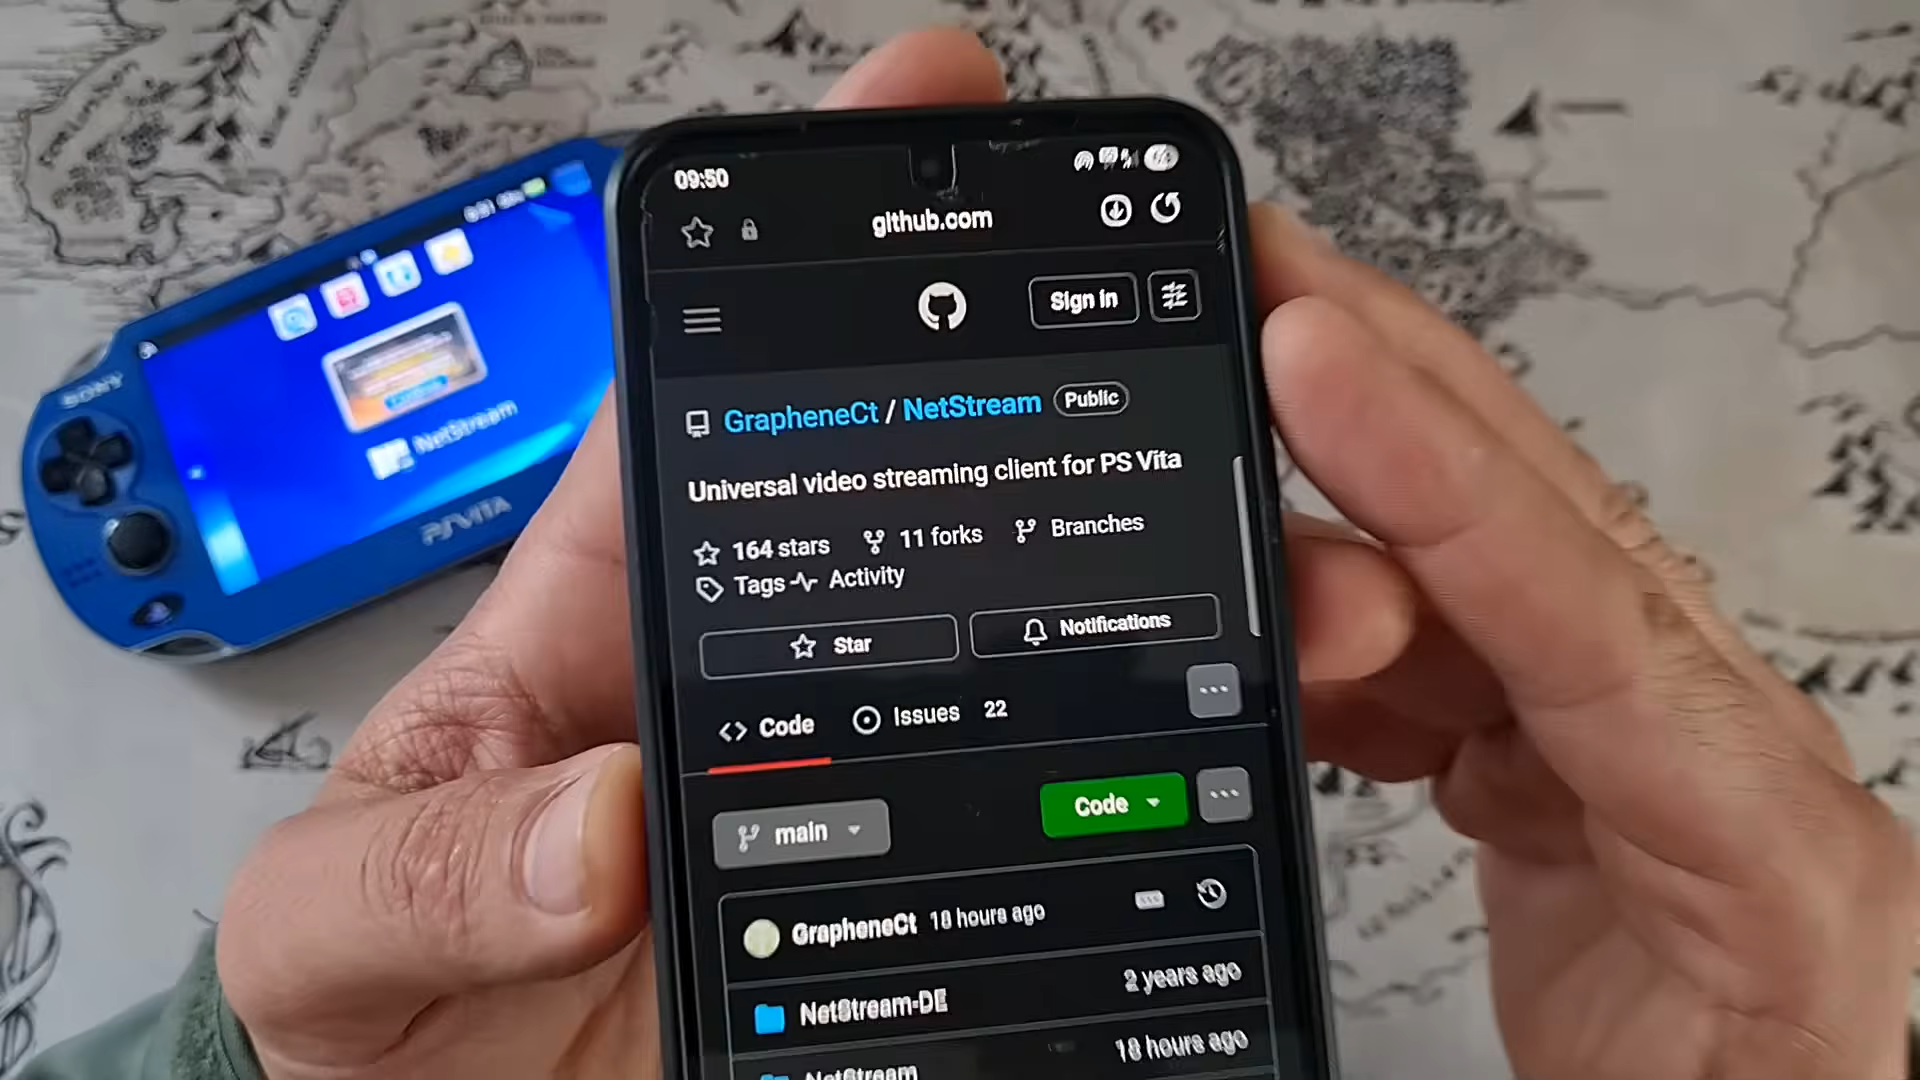 09:50
github.com
Sign in
GrapheneCt / NetStream Public
Universal video streaming client for PS Vita
164 stars 11 forks Branches
Tags Activity
Star Notifications
Code Issues 22
main Code
GrapheneCt 18 hours ago
NetStream-DE 2 years ago
NetStream 18 hours ago
SONY
NetStream
PSVITA